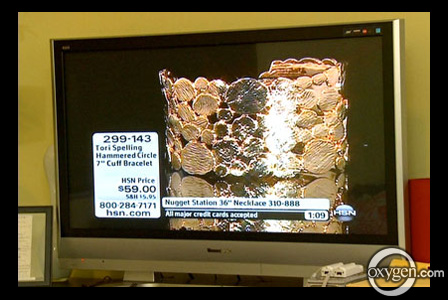 299-143
Tori Spelling
Hammered Circle
7" Cuff Bracelet
HSN Price
$59.00
S&H $5.95
800 284-7171
hsn.com
Nugget Station 36" Necklace 310-888
All major credit cards accepted
1:09
HSN
oxygen.com